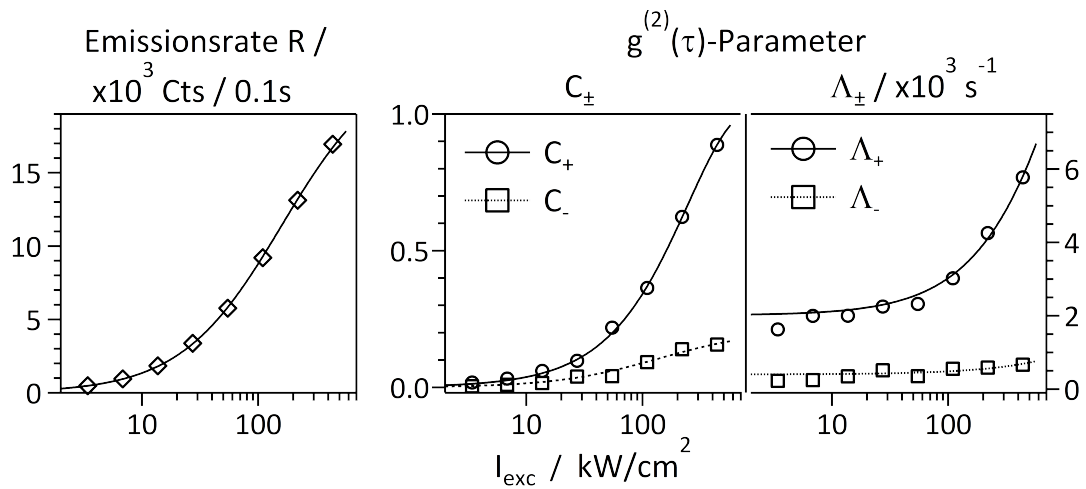 Emissionsrate R /
x10³ Cts / 0.1s
g⁽²⁾(τ)-Parameter
C±
Λ± / x10³ s⁻¹
15
10
5
0
10
100
1.0
0.5
0.0
C₊
C₋
10
100
Λ₊
Λ₋
6
4
2
0
10
100
I_exc / kW/cm²